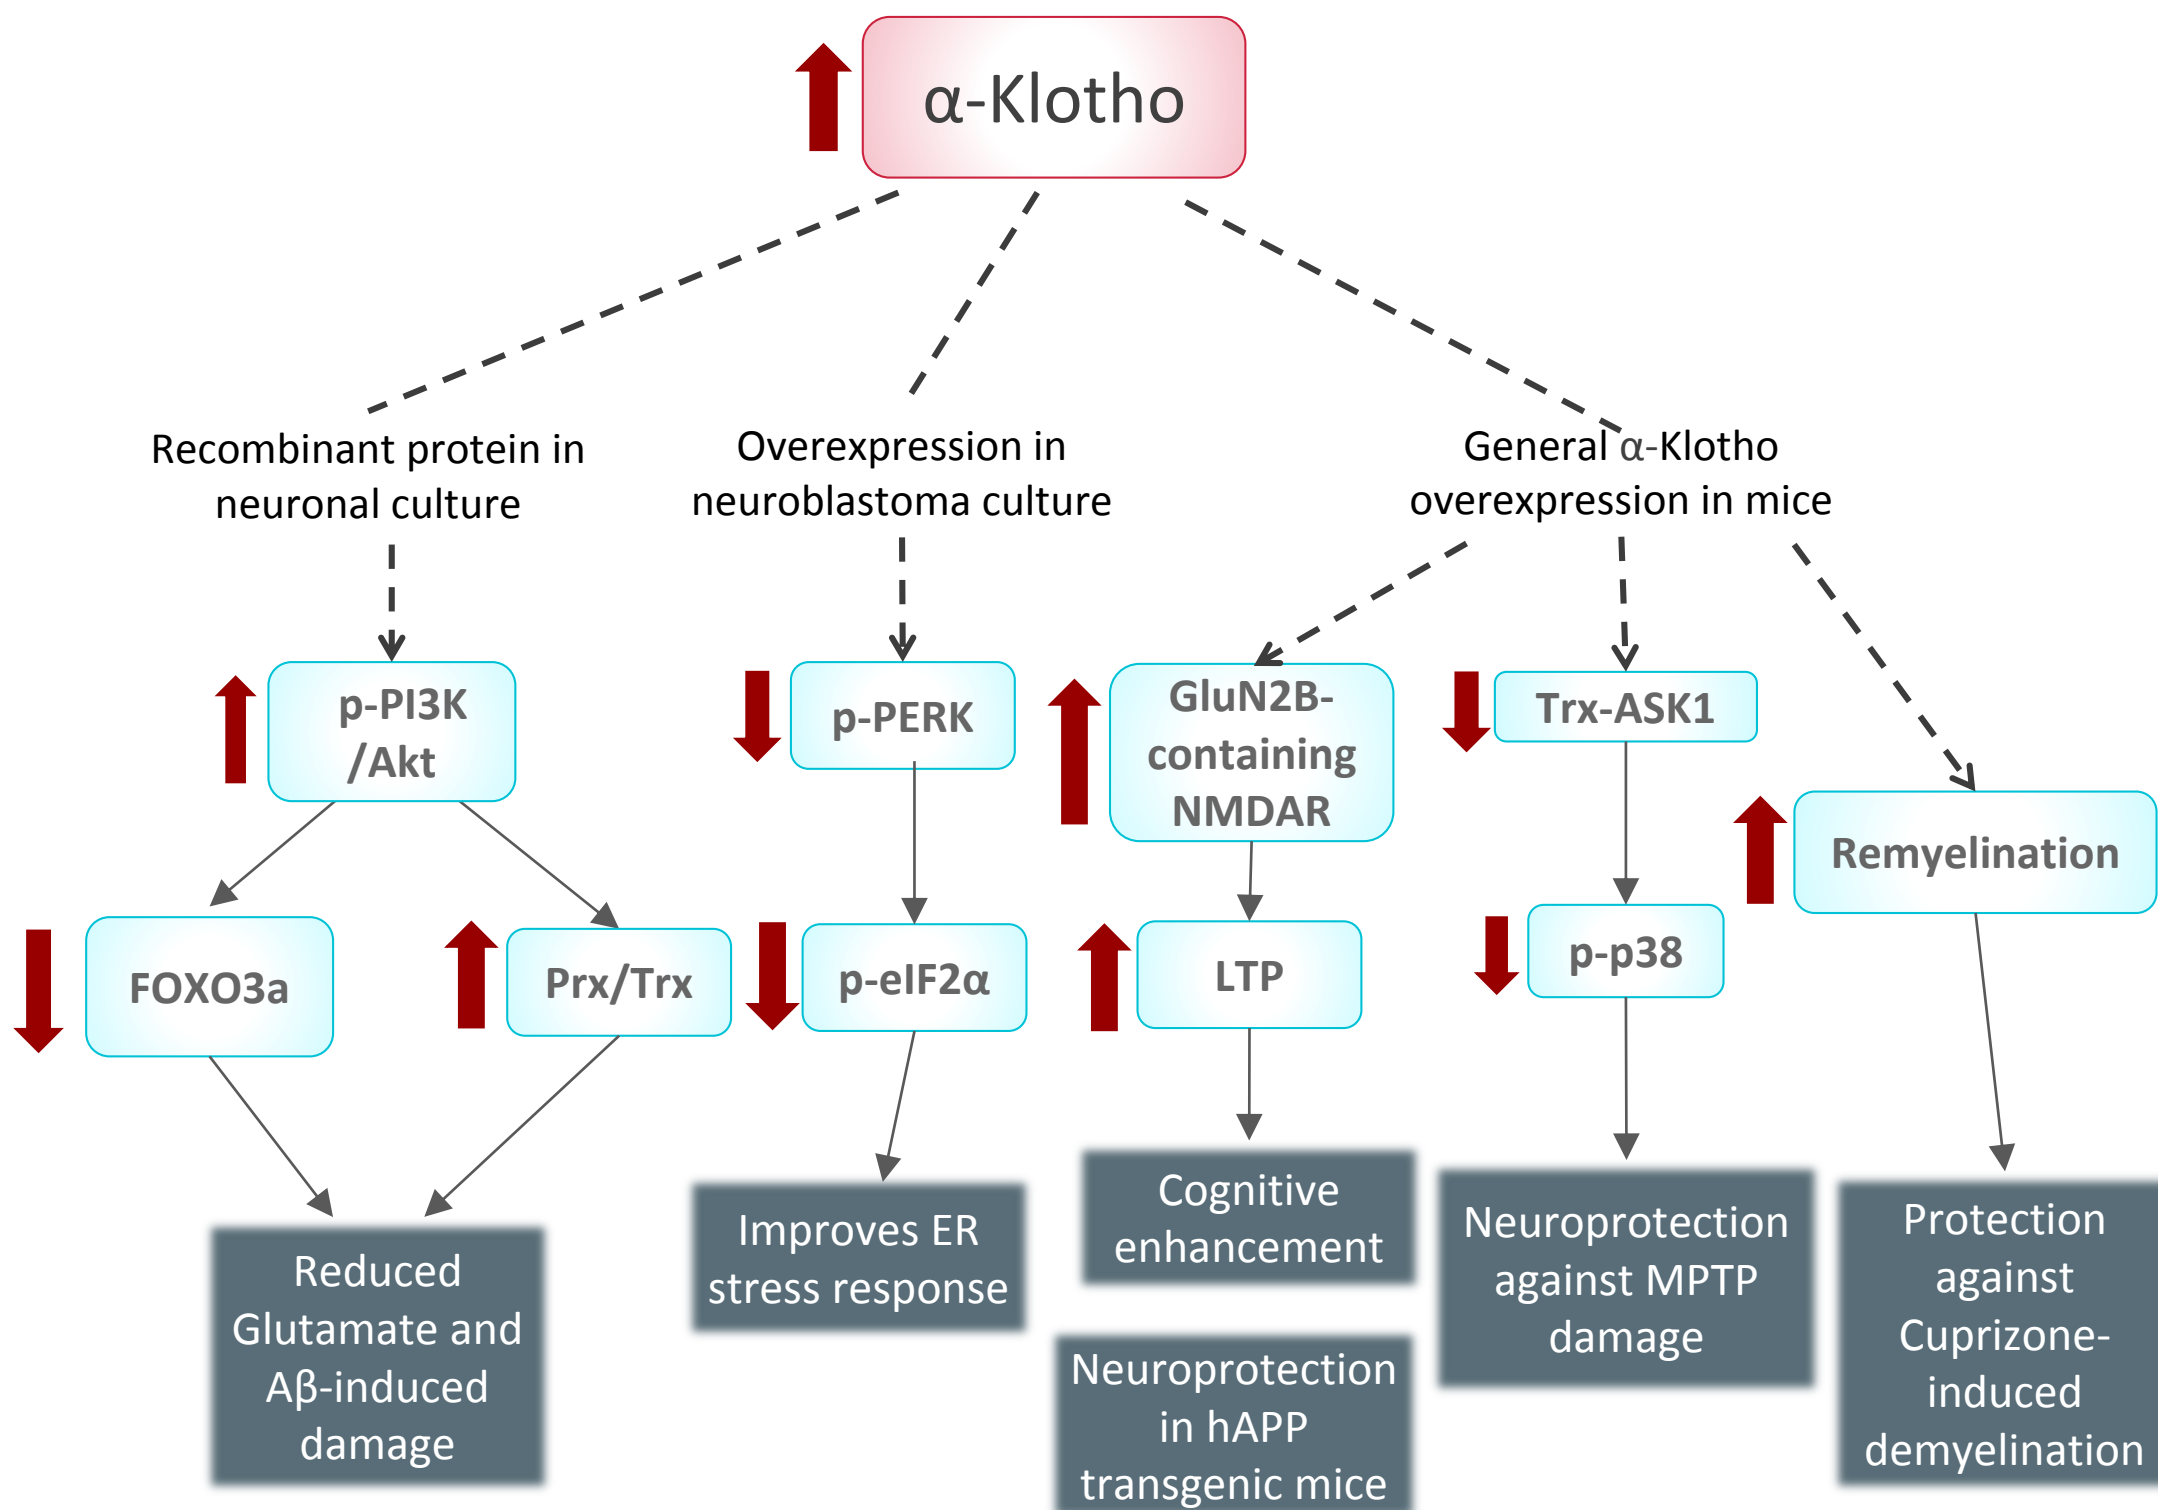 α-Klotho
Recombinant protein in
neuronal culture
Overexpression in
neuroblastoma culture
General α-Klotho
overexpression in mice
p-PI3K
/Akt
p-PERK
GluN2B-
containing
NMDAR
Trx-ASK1
Remyelination
FOXO3a
Prx/Trx
p-eIF2α
LTP
p-p38
Reduced
Glutamate and
Aβ-induced
damage
Improves ER
stress response
Cognitive
enhancement
Neuroprotection
in hAPP
transgenic mice
Neuroprotection
against MPTP
damage
Protection
against
Cuprizone-
induced
demyelination